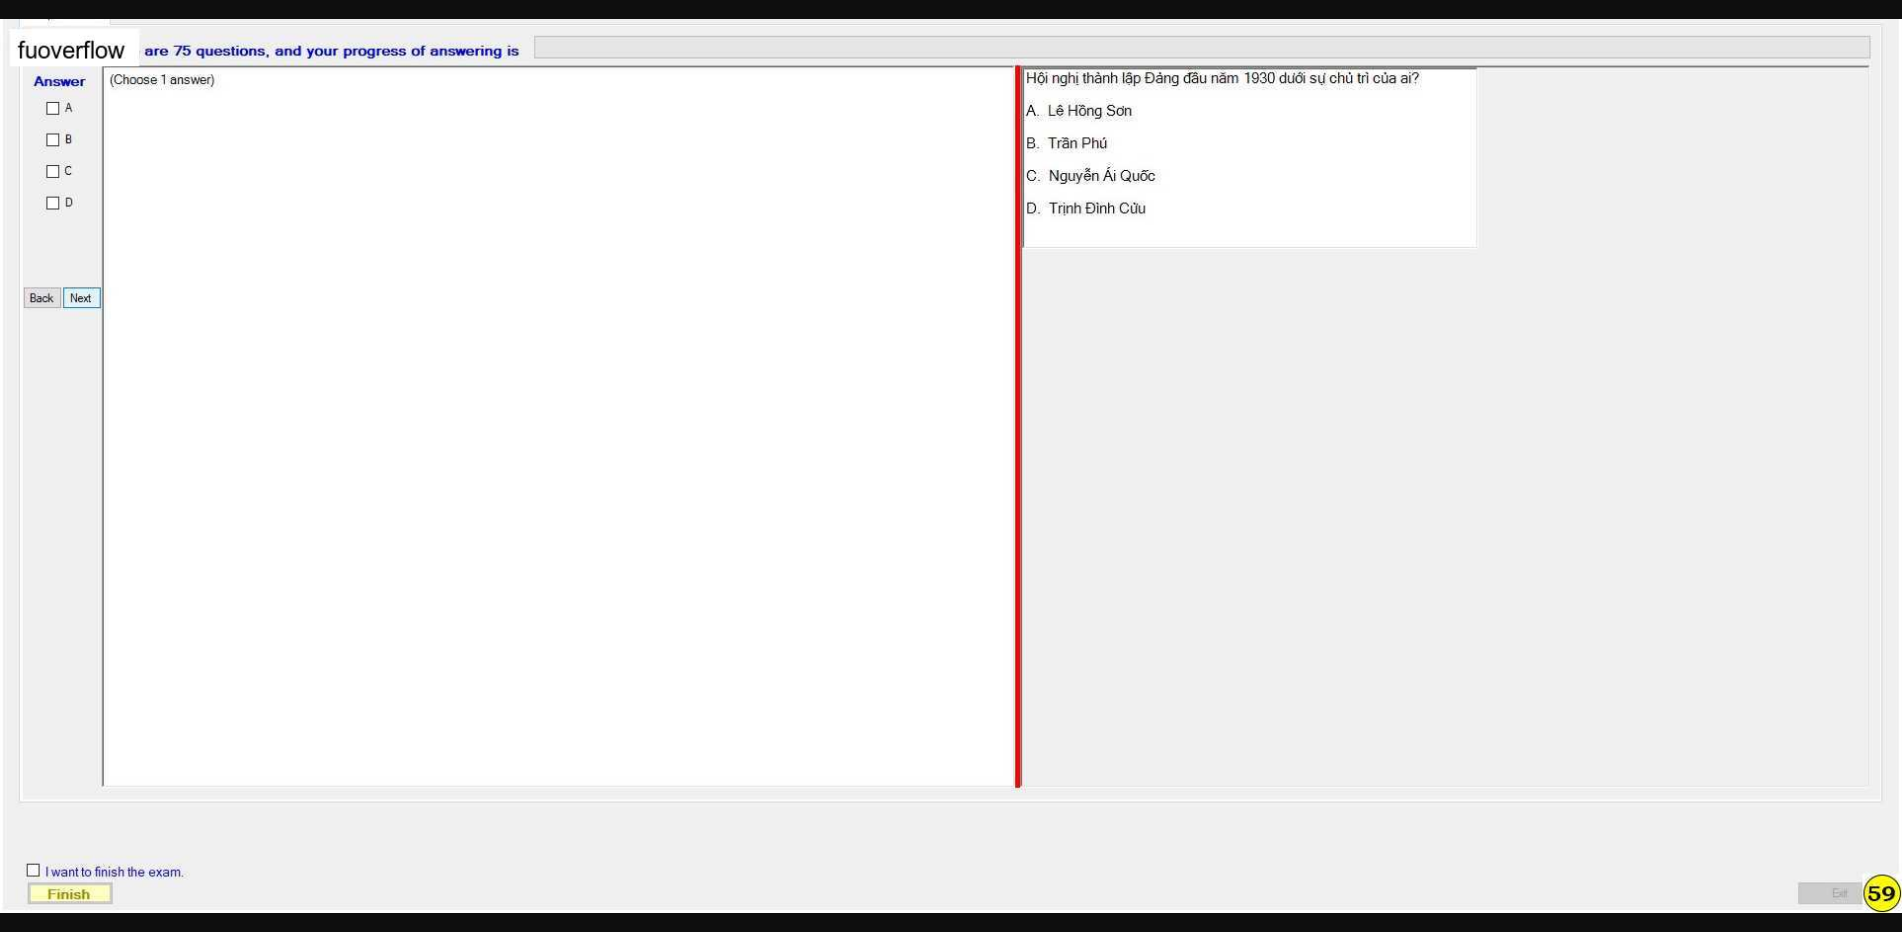 fuoverflow are 75 questions, and your progress of answering is
Answer
(Choose 1 answer)
A
B
C
D
Back Next
Hội nghị thành lập Đảng đầu năm 1930 dưới sự chủ trì của ai?
A. Lê Hồng Sơn
B. Trần Phú
C. Nguyễn Ái Quốc
D. Trịnh Đình Cửu
I want to finish the exam.
Finish
Exit
59